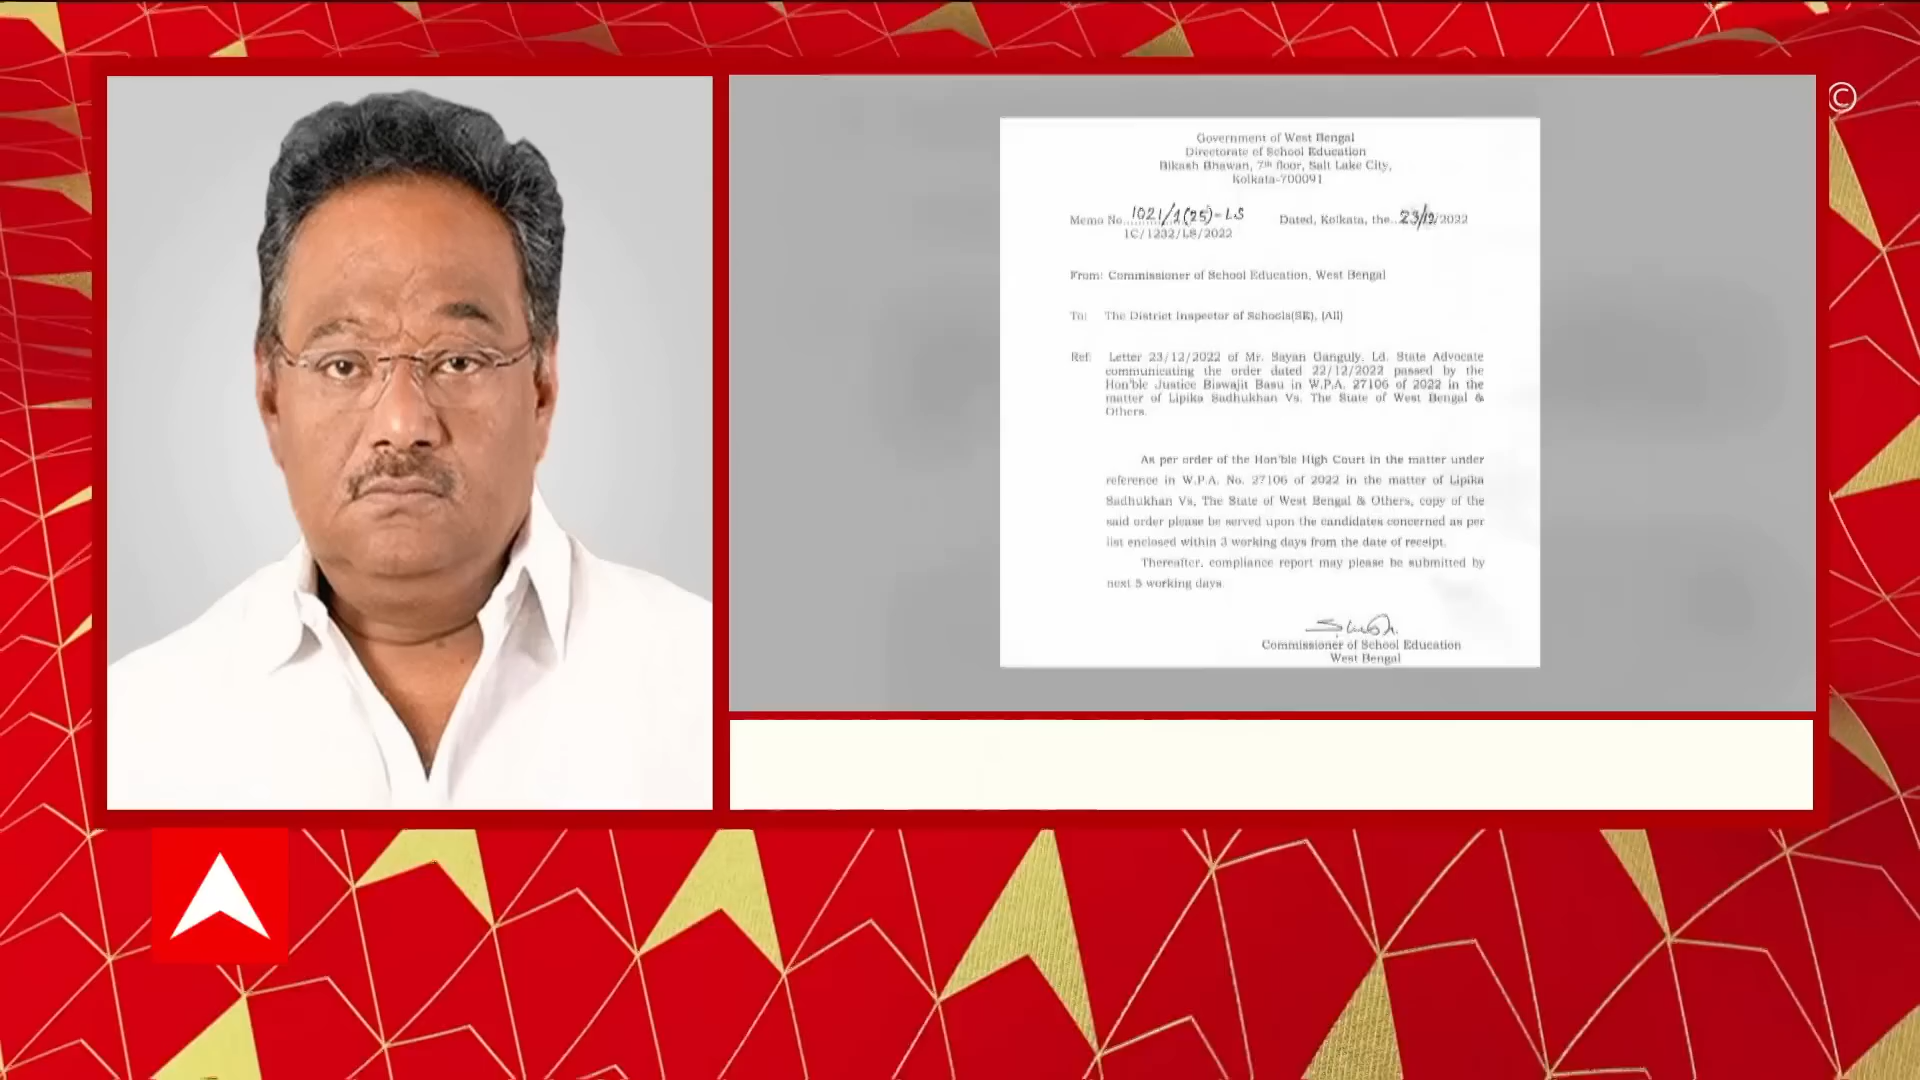 ©
Government of West Bengal
Directorate of School Education
Bikash Bhawan, 7th floor, Salt Lake City,
Kolkata-700091
Memo No. 1021/1(25)-LS Dated, Kolkata, the 23/12/2022
1C/1232/LS/2022
From: Commissioner of School Education, West Bengal
To: The District Inspector of Schools(SE), (All)
Ref: Letter 23/12/2022 of Mr. Sayan Ganguly, Ld. State Advocate
communicating the order dated 22/12/2022 passed by the
Hon'ble Justice Biswajit Basu in W.P.A. 27106 of 2022 in the
matter of Lipika Sadhukhan Vs. The State of West Bengal &
Others.
As per order of the Hon'ble High Court in the matter under
reference in W.P.A. No. 27106 of 2022 in the matter of Lipika
Sadhukhan Vs, The State of West Bengal & Others, copy of the
said order please be served upon the candidates concerned as per
list enclosed within 3 working days from the date of receipt.
Thereafter, compliance report may please be submitted by
next 5 working days.
Commissioner of School Education
West Bengal